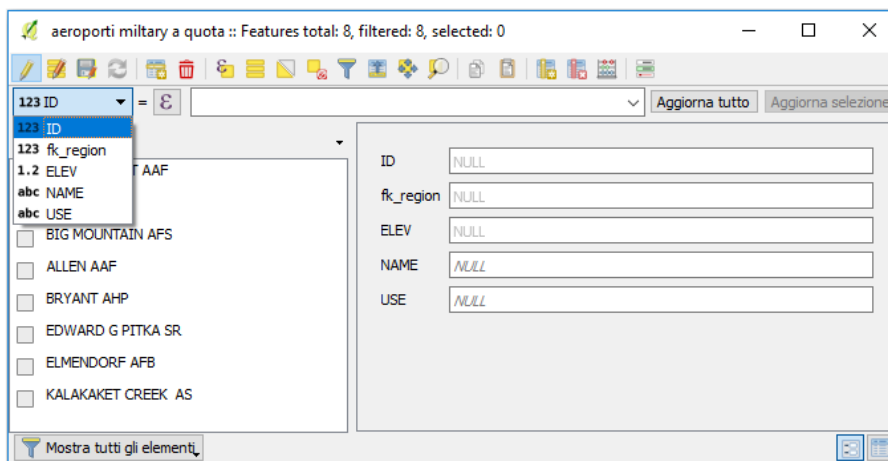 aeroporti miltary a quota :: Features total: 8, filtered: 8, selected: 0
123 ID = ε Aggiorna tutto Aggiorna selezione
123 ID
123 fk_region
1.2 ELEV
abc NAME
abc USE
T AAF
BIG MOUNTAIN AFS
ALLEN AAF
BRYANT AHP
EDWARD G PITKA SR
ELMENDORF AFB
KALAKAKET CREEK AS
ID NULL
fk_region NULL
ELEV NULL
NAME NULL
USE NULL
Mostra tutti gli elementi